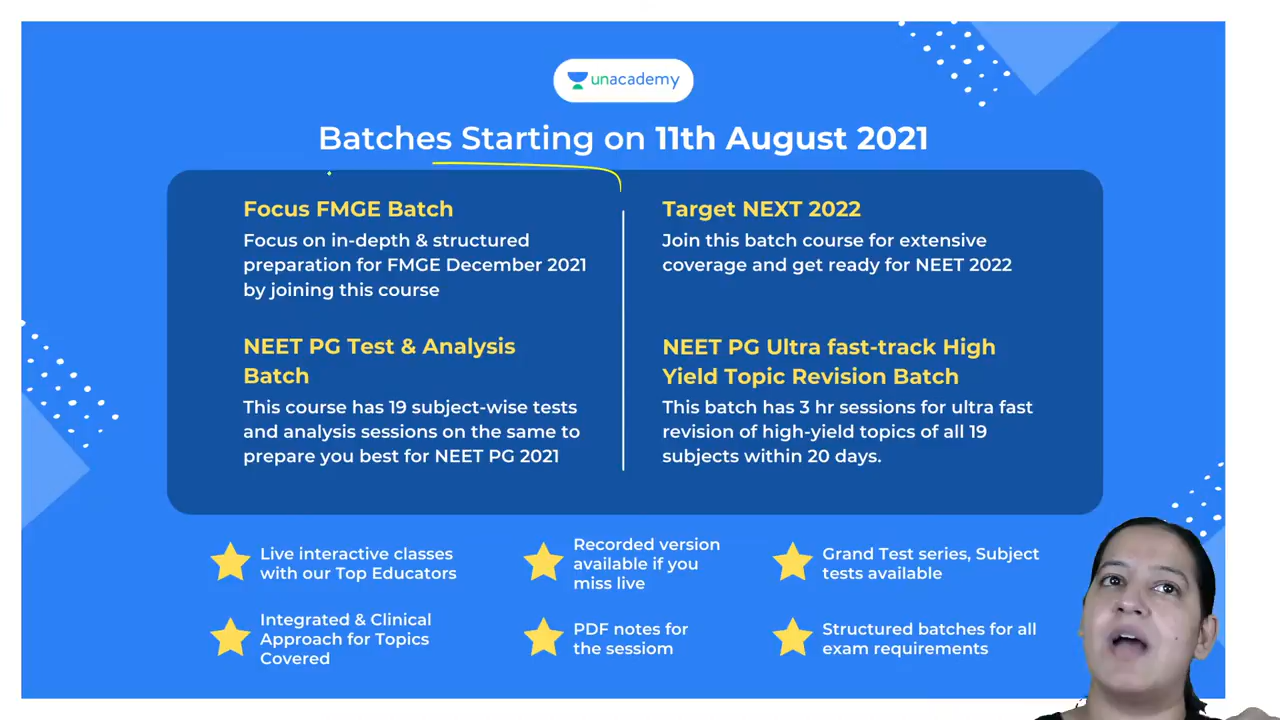 unacademy
Batches Starting on 11th August 2021
Focus FMGE Batch
Focus on in-depth & structured
preparation for FMGE December 2021
by joining this course
Target NEXT 2022
Join this batch course for extensive
coverage and get ready for NEET 2022
NEET PG Test & Analysis
Batch
This course has 19 subject-wise tests
and analysis sessions on the same to
prepare you best for NEET PG 2021
NEET PG Ultra fast-track High
Yield Topic Revision Batch
This batch has 3 hr sessions for ultra fast
revision of high-yield topics of all 19
subjects within 20 days.
Live interactive classes
with our Top Educators
Recorded version
available if you
miss live
Grand Test series, Subject
tests available
Integrated & Clinical
Approach for Topics
Covered
PDF notes for
the sessiom
Structured batches for all
exam requirements